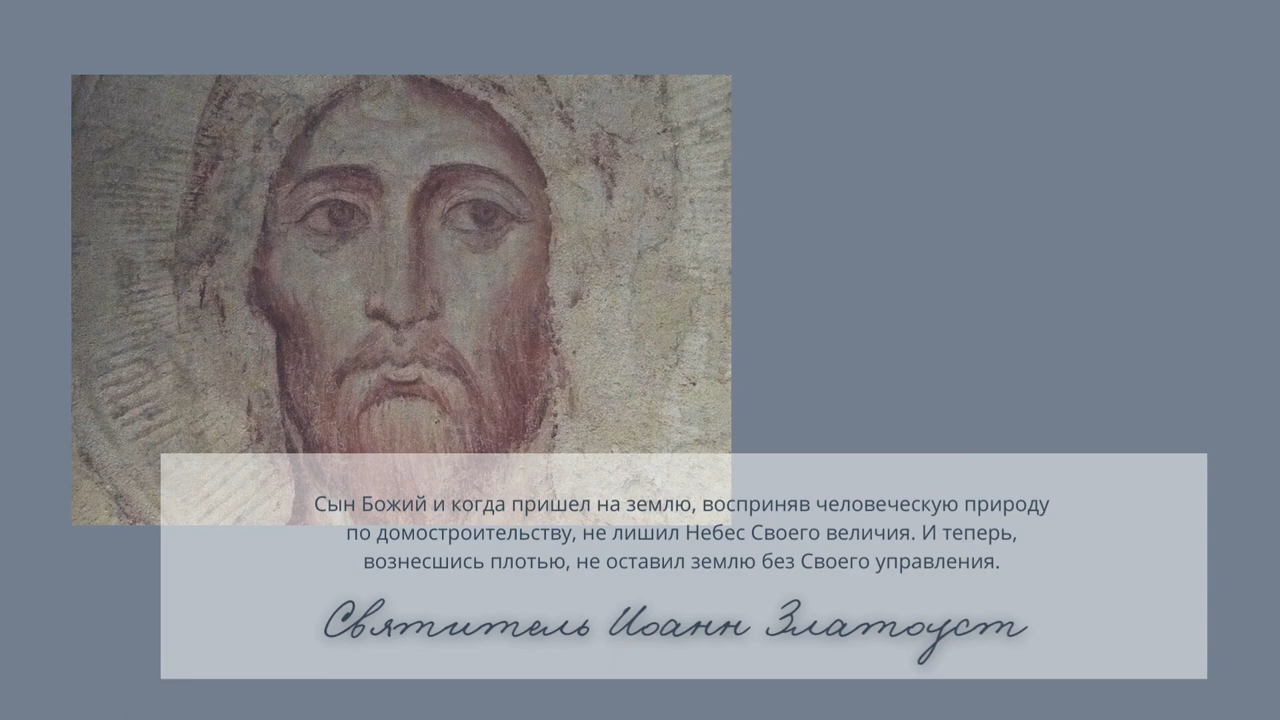 Сын Божий и когда пришел на землю, восприняв человеческую природу
по домостроительству, не лишил Небес Своего величия. И теперь,
вознесшись плотью, не оставил землю без Своего управления.
Святитель Иоанн Златоуст